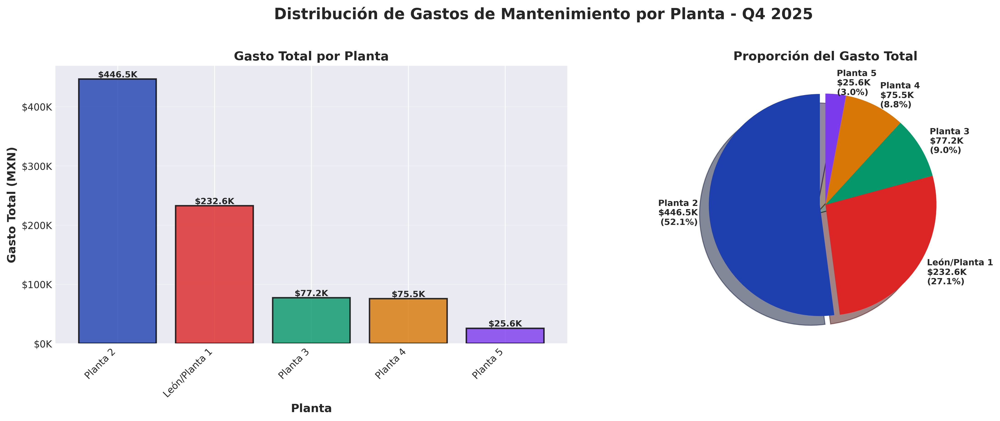 Distribución de Gastos de Mantenimiento por Planta - Q4 2025
Gasto Total por Planta
Gasto Total (MXN)
$400K
$300K
$200K
$100K
$0K
$446.5K
$232.6K
$77.2K
$75.5K
$25.6K
Planta 2
León/Planta 1
Planta 3
Planta 4
Planta 5
Planta
Proporción del Gasto Total
Planta 5
$25.6K
(3.0%)
Planta 4
$75.5K
(8.8%)
Planta 3
$77.2K
(9.0%)
Planta 2
$446.5K
(52.1%)
León/Planta 1
$232.6K
(27.1%)